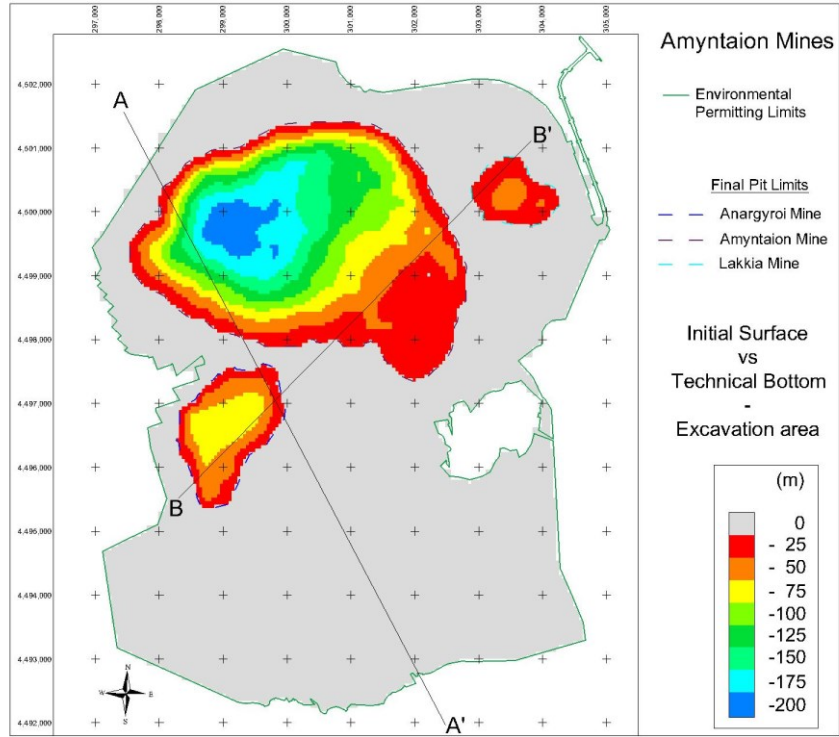 297,000
298,000
299,000
300,000
301,000
302,000
303,000
304,000
305,000
4,502,000
4,501,000
4,500,000
4,499,000
4,498,000
4,497,000
4,496,000
4,495,000
4,494,000
4,493,000
4,492,000
A
B'
B
A'
N
W
E
S
Amyntaion Mines
Environmental
Permitting Limits
Final Pit Limits
Anargyroi Mine
Amyntaion Mine
Lakkia Mine
Initial Surface
vs
Technical Bottom
-
Excavation area
(m)
0
- 25
- 50
- 75
-100
-125
-150
-175
-200